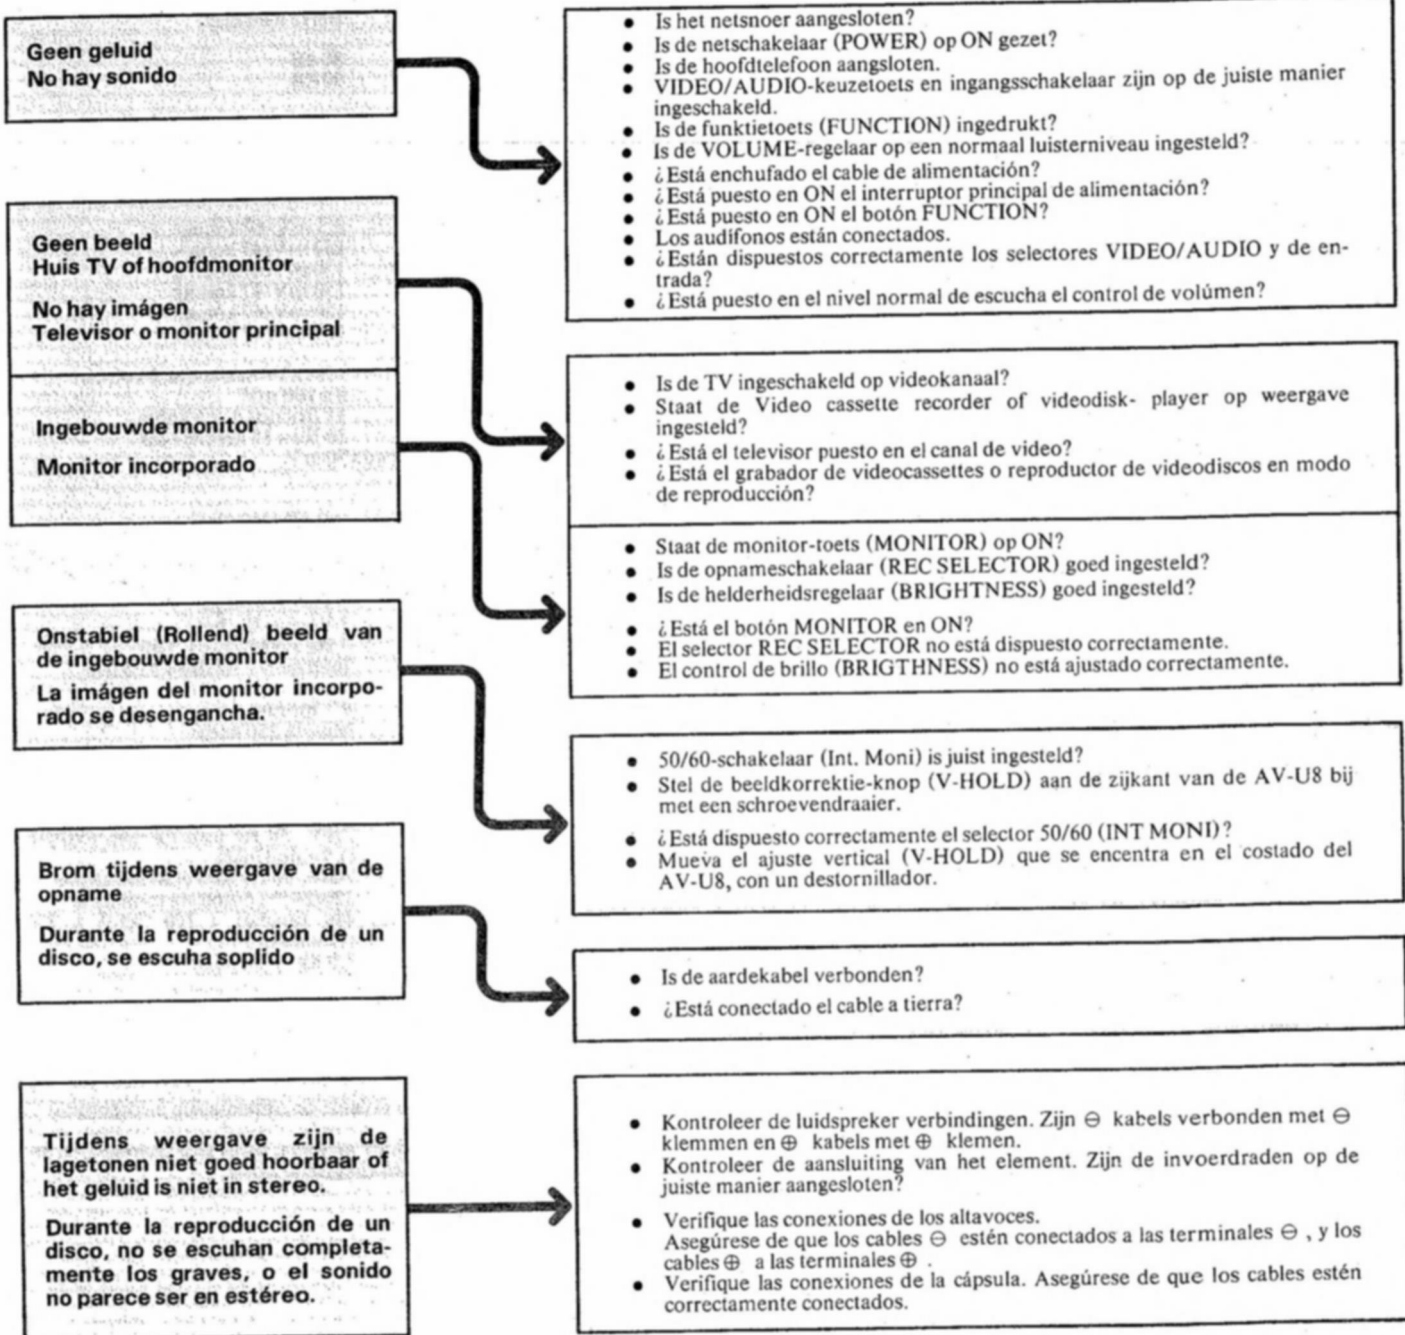 Geen geluid
No hay sonido
• Is het netsnoer aangesloten?
• Is de netschakelaar (POWER) op ON gezet?
• Is de hoofdtelefoon aangsloten.
• VIDEO/AUDIO-keuzetoets en ingangsschakelaar zijn op de juiste manier
ingeschakeld.
• Is de funktietoets (FUNCTION) ingedrukt?
• Is de VOLUME-regelaar op een normaal luisterniveau ingesteld?
• ¿Está enchufado el cable de alimentación?
• ¿Está puesto en ON el interruptor principal de alimentación?
• ¿Está puesto en ON el botón FUNCTION?
• Los audífonos están conectados.
• ¿Están dispuestos correctamente los selectores VIDEO/AUDIO y de en-
trada?
• ¿Está puesto en el nivel normal de escucha el control de volúmen?
Geen beeld
Huis TV of hoofdmonitor
No hay imágen
Televisor o monitor principal
• Is de TV ingeschakeld op videokanaal?
• Staat de Video cassette recorder of videodisk- player op weergave
ingesteld?
• ¿Está el televisor puesto en el canal de video?
• ¿Está el grabador de videocassettes o reproductor de videodiscos en modo
de reproducción?
Ingebouwde monitor
Monitor incorporado
• Staat de monitor-toets (MONITOR) op ON?
• Is de opnameschakelaar (REC SELECTOR) goed ingesteld?
• Is de helderheidsregelaar (BRIGHTNESS) goed ingesteld?
• ¿Está el botón MONITOR en ON?
• El selector REC SELECTOR no está dispuesto correctamente.
• El control de brillo (BRIGTHNESS) no está ajustado correctamente.
Onstabiel (Rollend) beeld van
de ingebouwde monitor
La imágen del monitor incorpo-
rado se desengancha.
• 50/60-schakelaar (Int. Moni) is juist ingesteld?
• Stel de beeldkorrektie-knop (V-HOLD) aan de zijkant van de AV-U8 bij
met een schroevendraaier.
• ¿Está dispuesto correctamente el selector 50/60 (INT MONI)?
• Mueva el ajuste vertical (V-HOLD) que se encentra en el costado del
AV-U8, con un destornillador.
Brom tijdens weergave van de
opname
Durante la reproducción de un
disco, se escuha soplido
• Is de aardekabel verbonden?
• ¿Está conectado el cable a tierra?
Tijdens weergave zijn de
lagetonen niet goed hoorbaar of
het geluid is niet in stereo.
Durante la reproducción de un
disco, no se escuhan completa-
mente los graves, o el sonido
no parece ser en estéreo.
• Kontroleer de luidspreker verbindingen. Zijn ⊖ kabels verbonden met ⊖
klemmen en ⊕ kabels met ⊕ klemen.
• Kontroleer de aansluiting van het element. Zijn de invoerdraden op de
juiste manier aangesloten?
• Verifique las conexiones de los altavoces.
Asegúrese de que los cables ⊖ estén conectados a las terminales ⊖ , y los
cables ⊕ a las terminales ⊕ .
• Verifique las conexiones de la cápsula. Asegúrese de que los cables estén
correctamente conectados.